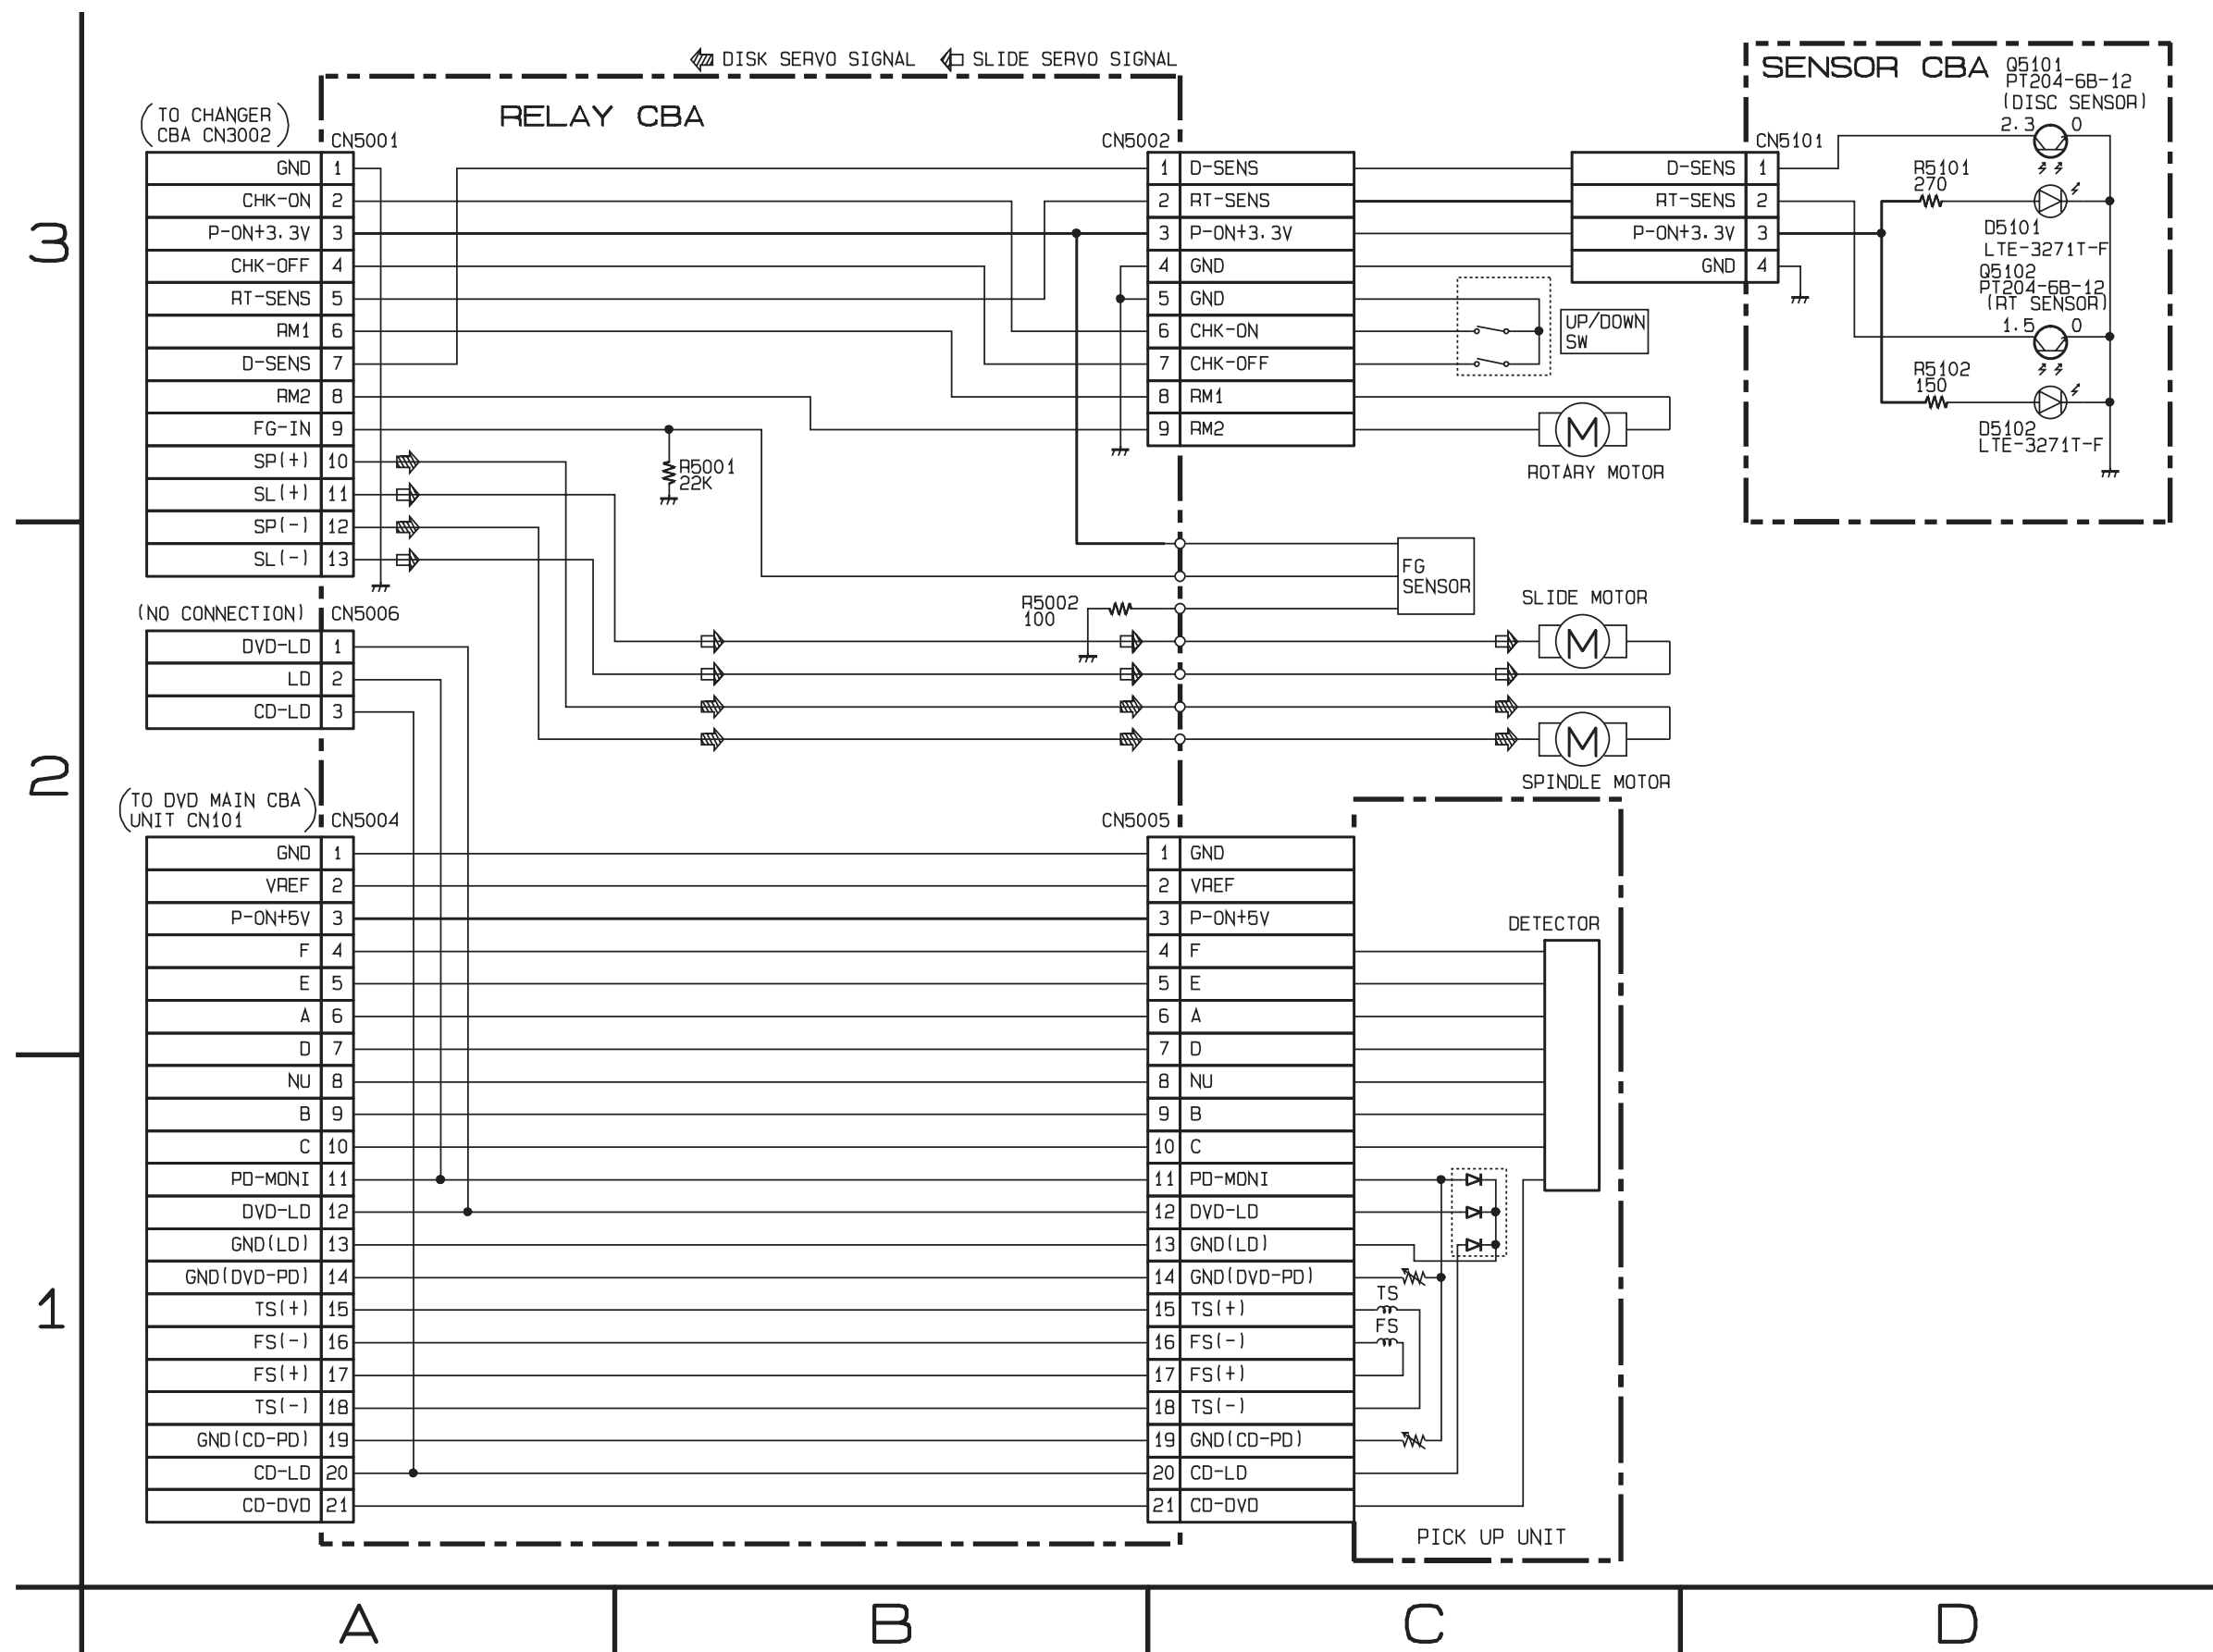 DISK SERVO SIGNAL
SLIDE SERVO SIGNAL
RELAY CBA
(TO CHANGER
CBA CN3002)
CN5001
GND 1
CHK-ON 2
P-ON+3.3V 3
CHK-OFF 4
RT-SENS 5
RM1 6
D-SENS 7
RM2 8
FG-IN 9
SP(+) 10
SL(+) 11
SP(-) 12
SL(-) 13
R5001
22K
CN5002
1 D-SENS
2 RT-SENS
3 P-ON+3.3V
4 GND
5 GND
6 CHK-ON
7 CHK-OFF
8 RM1
9 RM2
UP/DOWN
SW
M
ROTARY MOTOR
CN5101
D-SENS 1
RT-SENS 2
P-ON+3.3V 3
GND 4
SENSOR CBA
Q5101
PT204-6B-12
(DISC SENSOR)
2.3 0
R5101
270
D5101
LTE-3271T-F
Q5102
PT204-6B-12
(RT SENSOR)
1.5 0
R5102
150
D5102
LTE-3271T-F
FG
SENSOR
R5002
100
SLIDE MOTOR
M
M
SPINDLE MOTOR
(NO CONNECTION)
CN5006
DVD-LD 1
LD 2
CD-LD 3
(TO DVD MAIN CBA
UNIT CN101)
CN5004
GND 1
VREF 2
P-ON+5V 3
F 4
E 5
A 6
D 7
NU 8
B 9
C 10
PD-MONI 11
DVD-LD 12
GND(LD) 13
GND(DVD-PD) 14
TS(+) 15
FS(-) 16
FS(+) 17
TS(-) 18
GND(CD-PD) 19
CD-LD 20
CD-DVD 21
CN5005
1 GND
2 VREF
3 P-ON+5V
4 F
5 E
6 A
7 D
8 NU
9 B
10 C
11 PD-MONI
12 DVD-LD
13 GND(LD)
14 GND(DVD-PD)
15 TS(+)
16 FS(-)
17 FS(+)
18 TS(-)
19 GND(CD-PD)
20 CD-LD
21 CD-DVD
DETECTOR
TS
FS
PICK UP UNIT
3
2
1
A
B
C
D